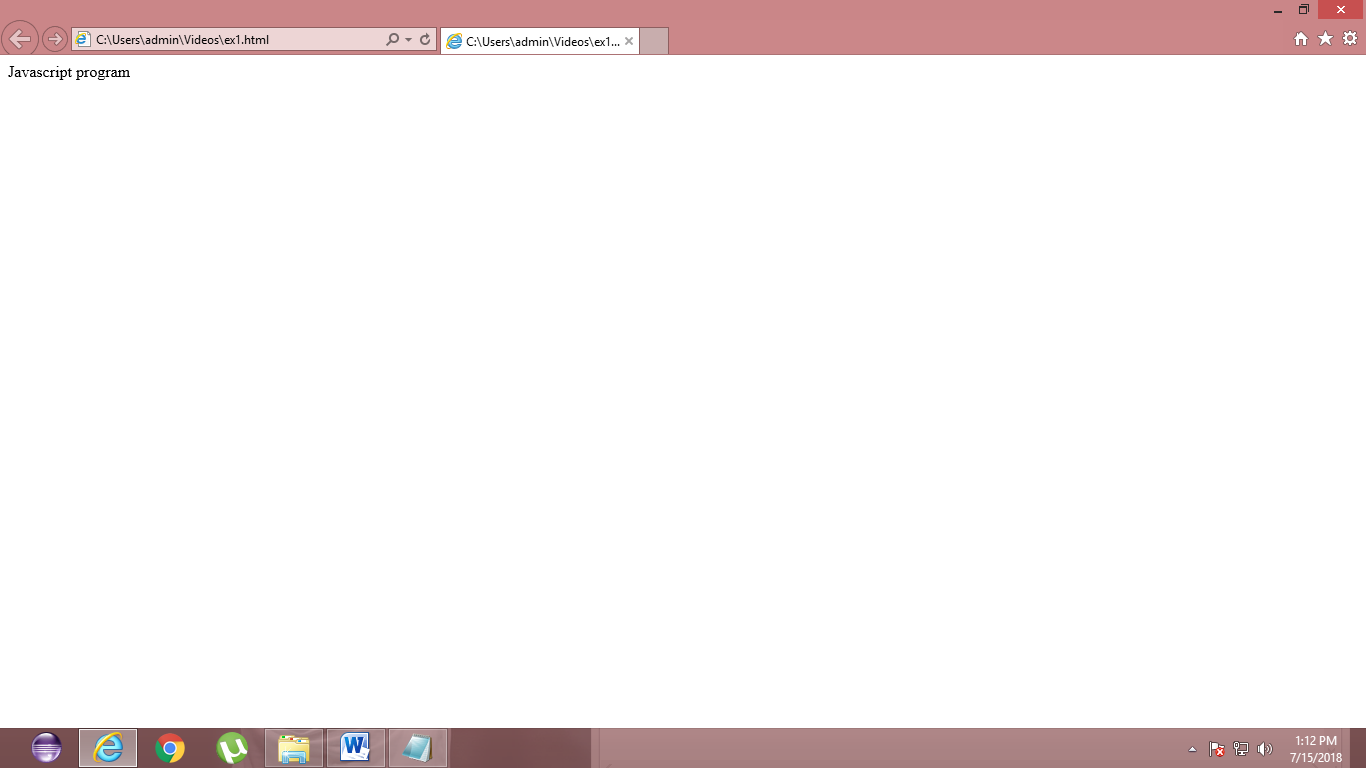 C:\Users\admin\Videos\ex1.html
C:\Users\admin\Videos\ex1...
Javascript program
1:12 PM
7/15/2018